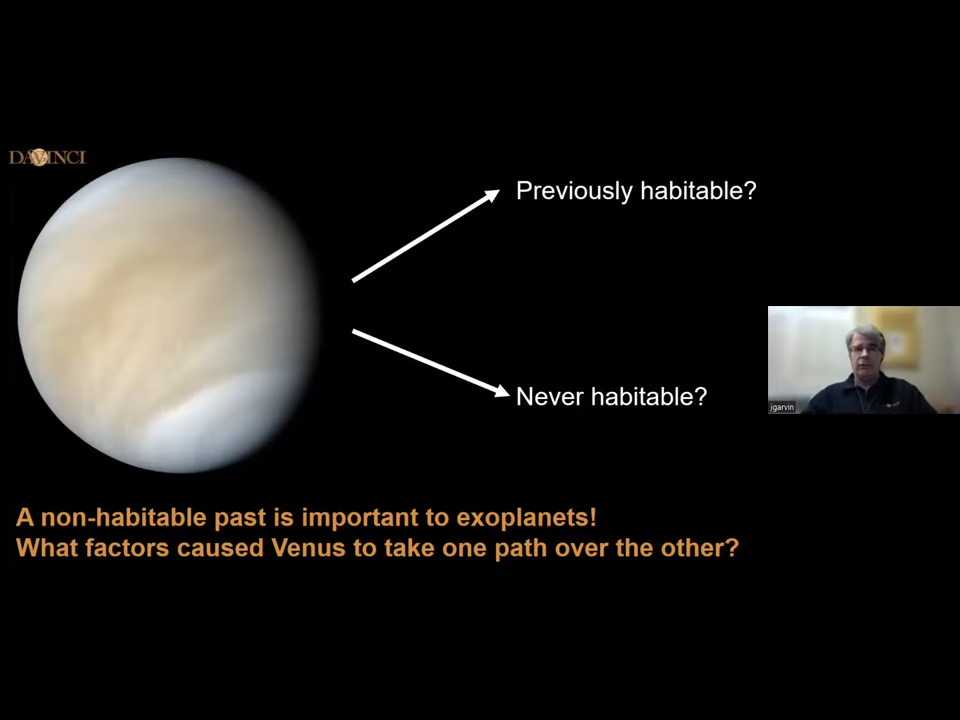 DAVINCI
Previously habitable?
Never habitable?
jgarvin
A non-habitable past is important to exoplanets!
What factors caused Venus to take one path over the other?